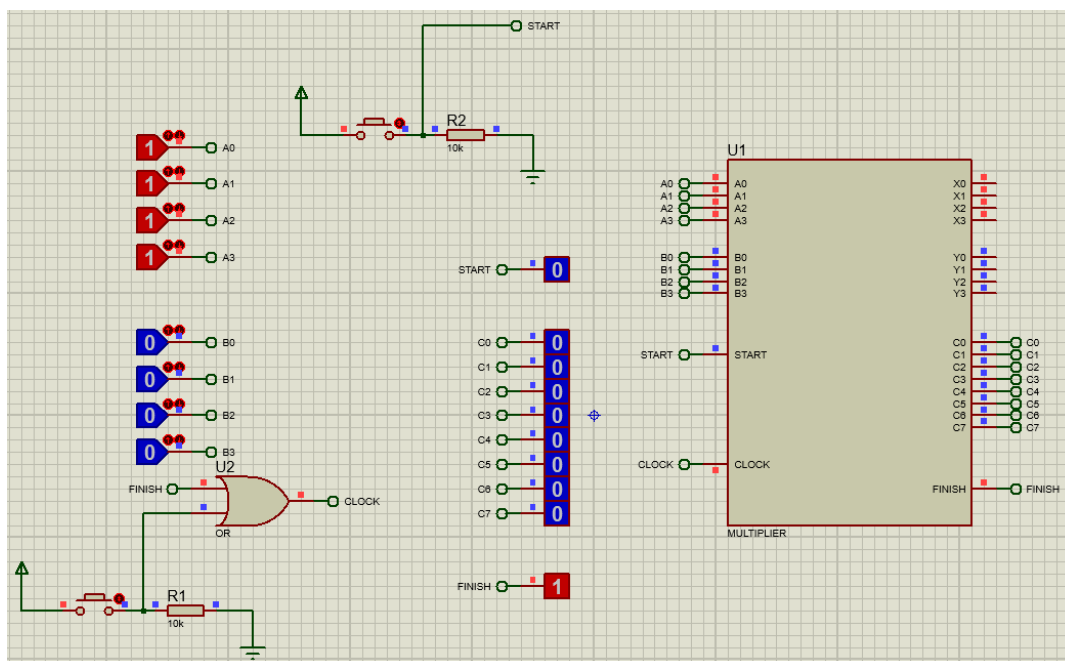 START
R2
10k
1 A0
1 A1
1 A2
1 A3
START 0
0 B0
0 B1
0 B2
0 B3
C0 0
C1 0
C2 0
C3 0
C4 0
C5 0
C6 0
C7 0
U2
FINISH
CLOCK
OR
R1
10k
FINISH 1
U1
A0 A0 X0
A1 A1 X1
A2 A2 X2
A3 A3 X3
B0 B0 Y0
B1 B1 Y1
B2 B2 Y2
B3 B3 Y3
C0 C0
START START C1 C1
C2 C2
C3 C3
C4 C4
C5 C5
C6 C6
C7 C7
CLOCK CLOCK
FINISH FINISH
MULTIPLIER